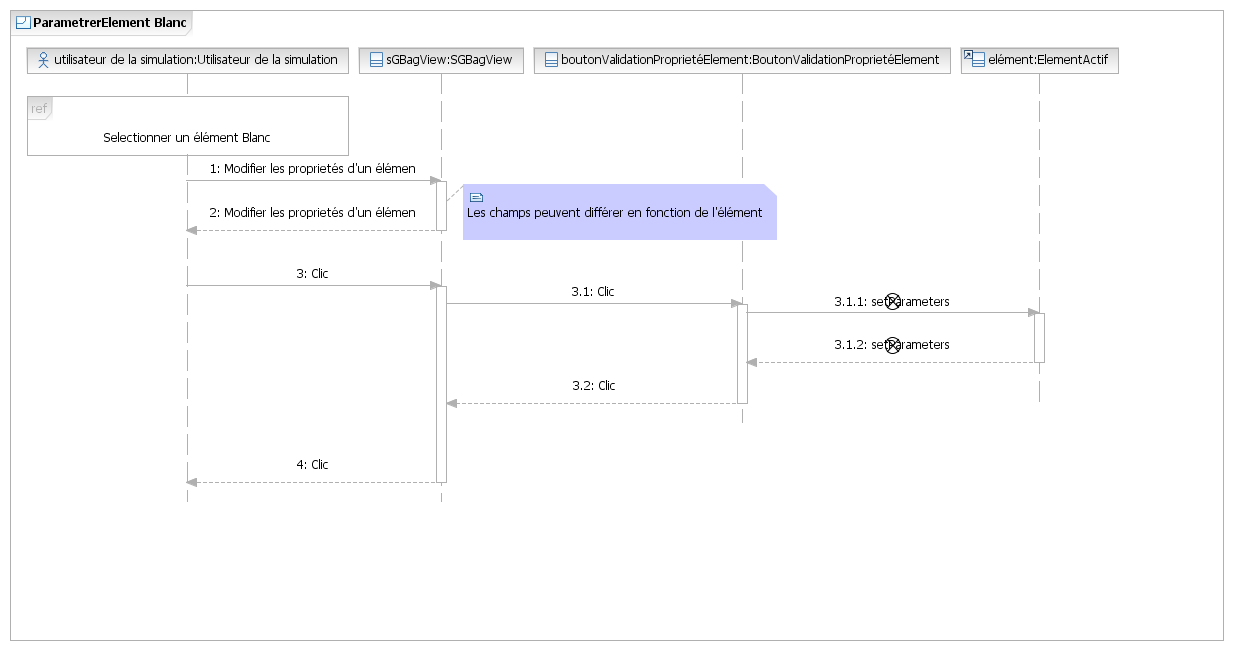 ParametrerElement Blanc
utilisateur de la simulation:Utilisateur de la simulation
sGBagView:SGBagView
boutonValidationProprietéElement:BoutonValidationProprietéElement
elément:ElementActif
ref
Selectionner un élément Blanc
1: Modifier les proprietés d'un élémen
2: Modifier les proprietés d'un élémen
Les champs peuvent différer en fonction de l'élément
3: Clic
3.1: Clic
3.1.1: setParameters
3.1.2: setParameters
3.2: Clic
4: Clic